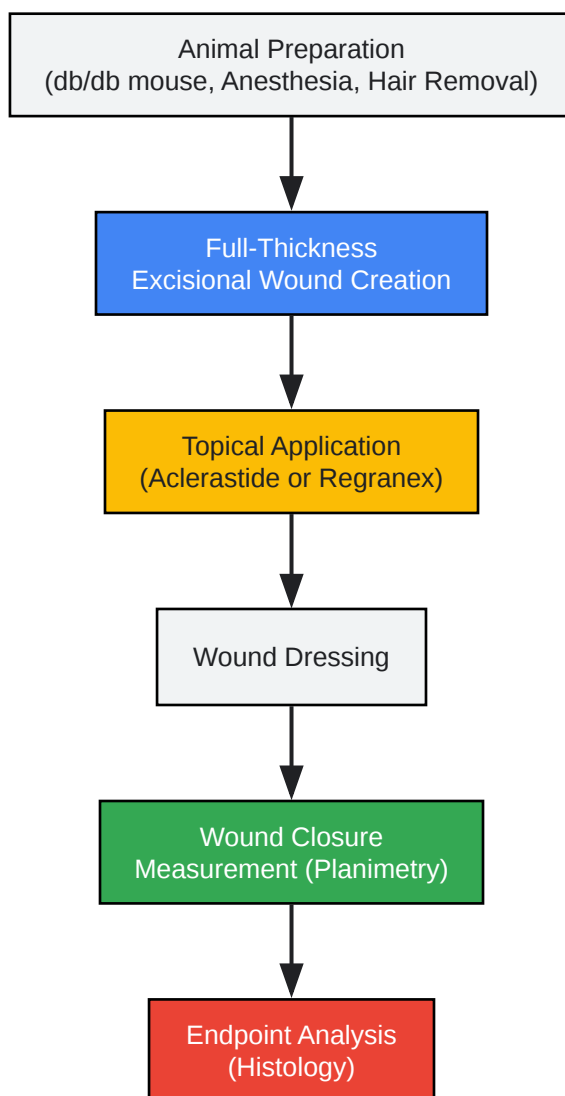 Animal Preparation
(db/db mouse, Anesthesia, Hair Removal)
Full-Thickness
Excisional Wound Creation
Topical Application
(Aclerastide or Regranex)
Wound Dressing
Wound Closure
Measurement (Planimetry)
Endpoint Analysis
(Histology)